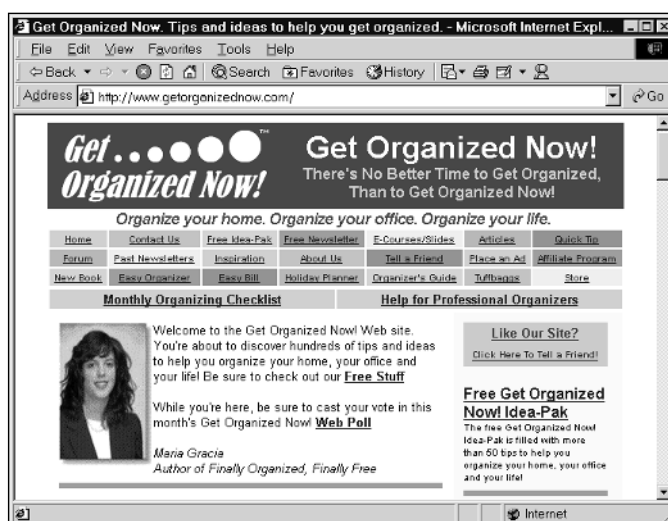 Get Organized Now. Tips and ideas to help you get organized. - Microsoft Internet Expl...
File Edit View Favorites Tools Help
Back Search Favorites History
Address http://www.getorganizednow.com/ Go
Get
Organized Now!
TM
Get Organized Now!
There's No Better Time to Get Organized,
Than to Get Organized Now!
Organize your home. Organize your office. Organize your life.
Home Contact Us Free Idea-Pak Free Newsletter E-Courses/Slides Articles Quick Tip
Forum Past Newsletters Inspiration About Us Tell a Friend Place an Ad Affiliate Program
New Book Easy Organizer Easy Bill Holiday Planner Organizer's Guide Tuffbaggs Store
Monthly Organizing Checklist Help for Professional Organizers
Welcome to the Get Organized Now! Web site.
You're about to discover hundreds of tips and ideas
to help you organize your home, your office and
your life! Be sure to check out our Free Stuff
While you're here, be sure to cast your vote in this
month's Get Organized Now! Web Poll
Maria Gracia
Author of Finally Organized, Finally Free
Like Our Site?
Click Here To Tell a Friend!
Free Get Organized
Now! Idea-Pak
The free Get Organized Now!
Idea-Pak is filled with more
than 50 tips to help you
organize your home, your office
and your life!
Internet